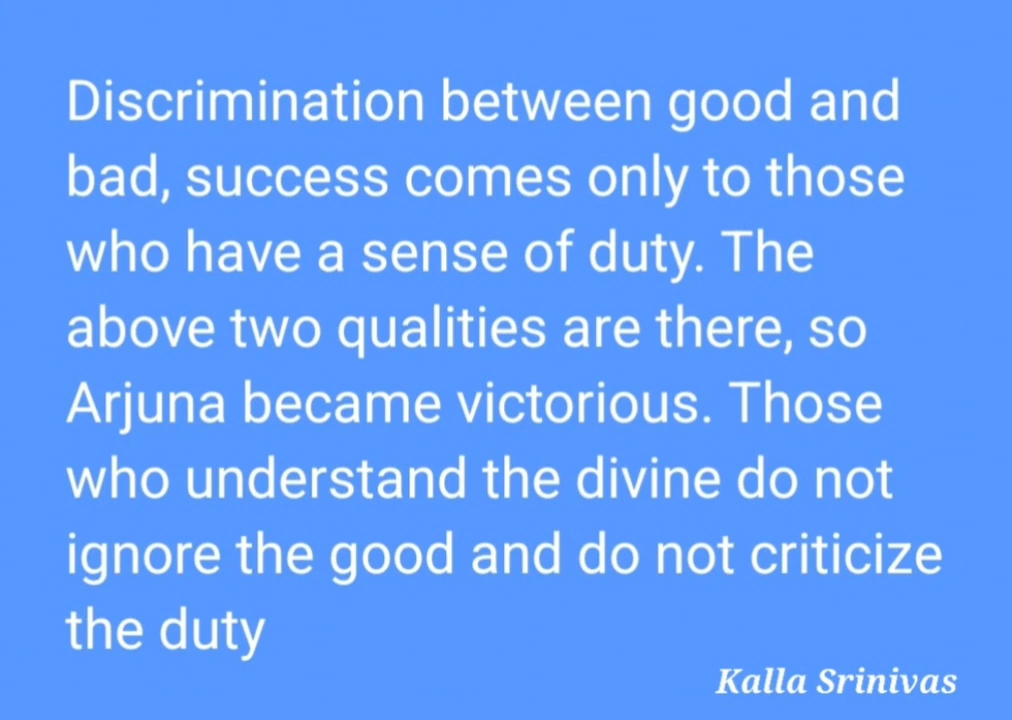 Discrimination between good and
bad, success comes only to those
who have a sense of duty. The
above two qualities are there, so
Arjuna became victorious. Those
who understand the divine do not
ignore the good and do not criticize
the duty
Kalla Srinivas